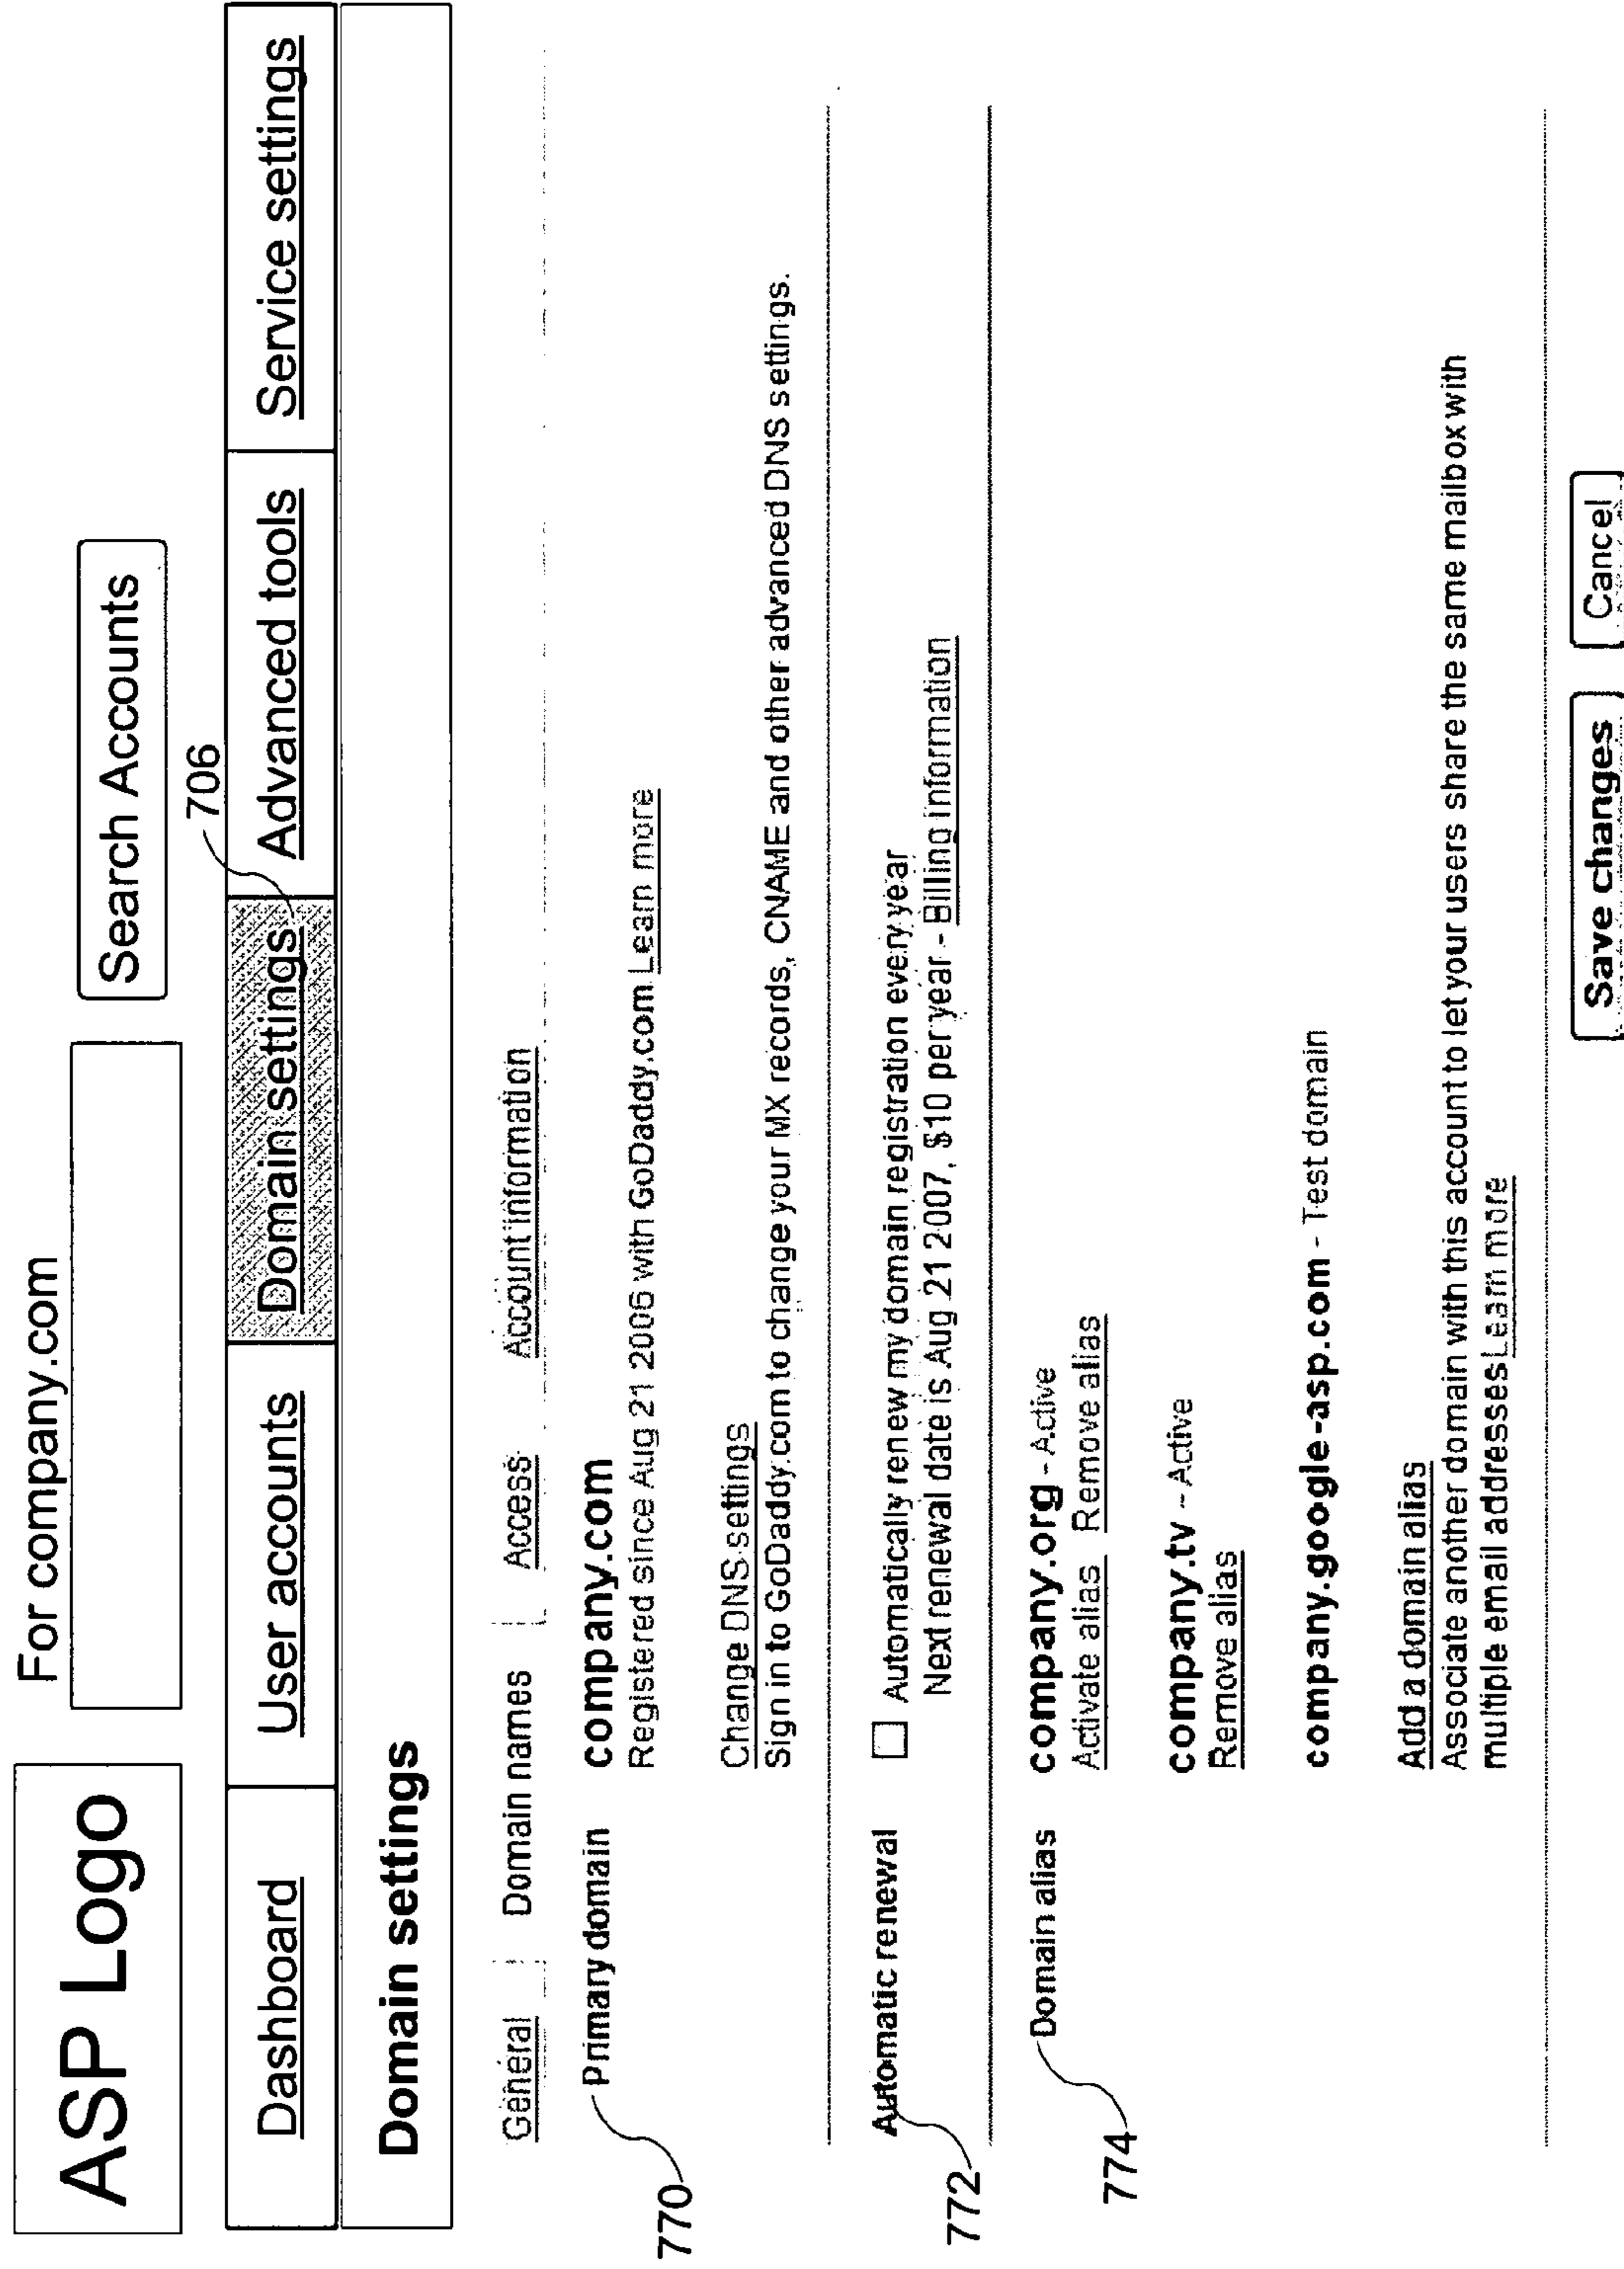 ASP Logo
For company.com
Search Accounts
706
Dashboard
User accounts
Domain settings
Advanced tools
Service settings
Domain settings
General
Domain names
Access
Account information
770
Primary domain
company.com
Registered since Aug 21 2006 with GoDaddy.com Learn more
Change DNS settings
Sign in to GoDaddy.com to change your MX records, CNAME and other advanced DNS settings.
772
Automatic renewal
Automatically renew my domain registration every year
Next renewal date is Aug 21 2007, $10 per year - Billing information
774
Domain alias
company.org - Active
Activate alias Remove alias
company.tv - Active
Remove alias
company.google-asp.com - Test domain
Add a domain alias
Associate another domain with this account to let your users share the same mailbox with
multiple email addresses Learn more
Save changes
Cancel